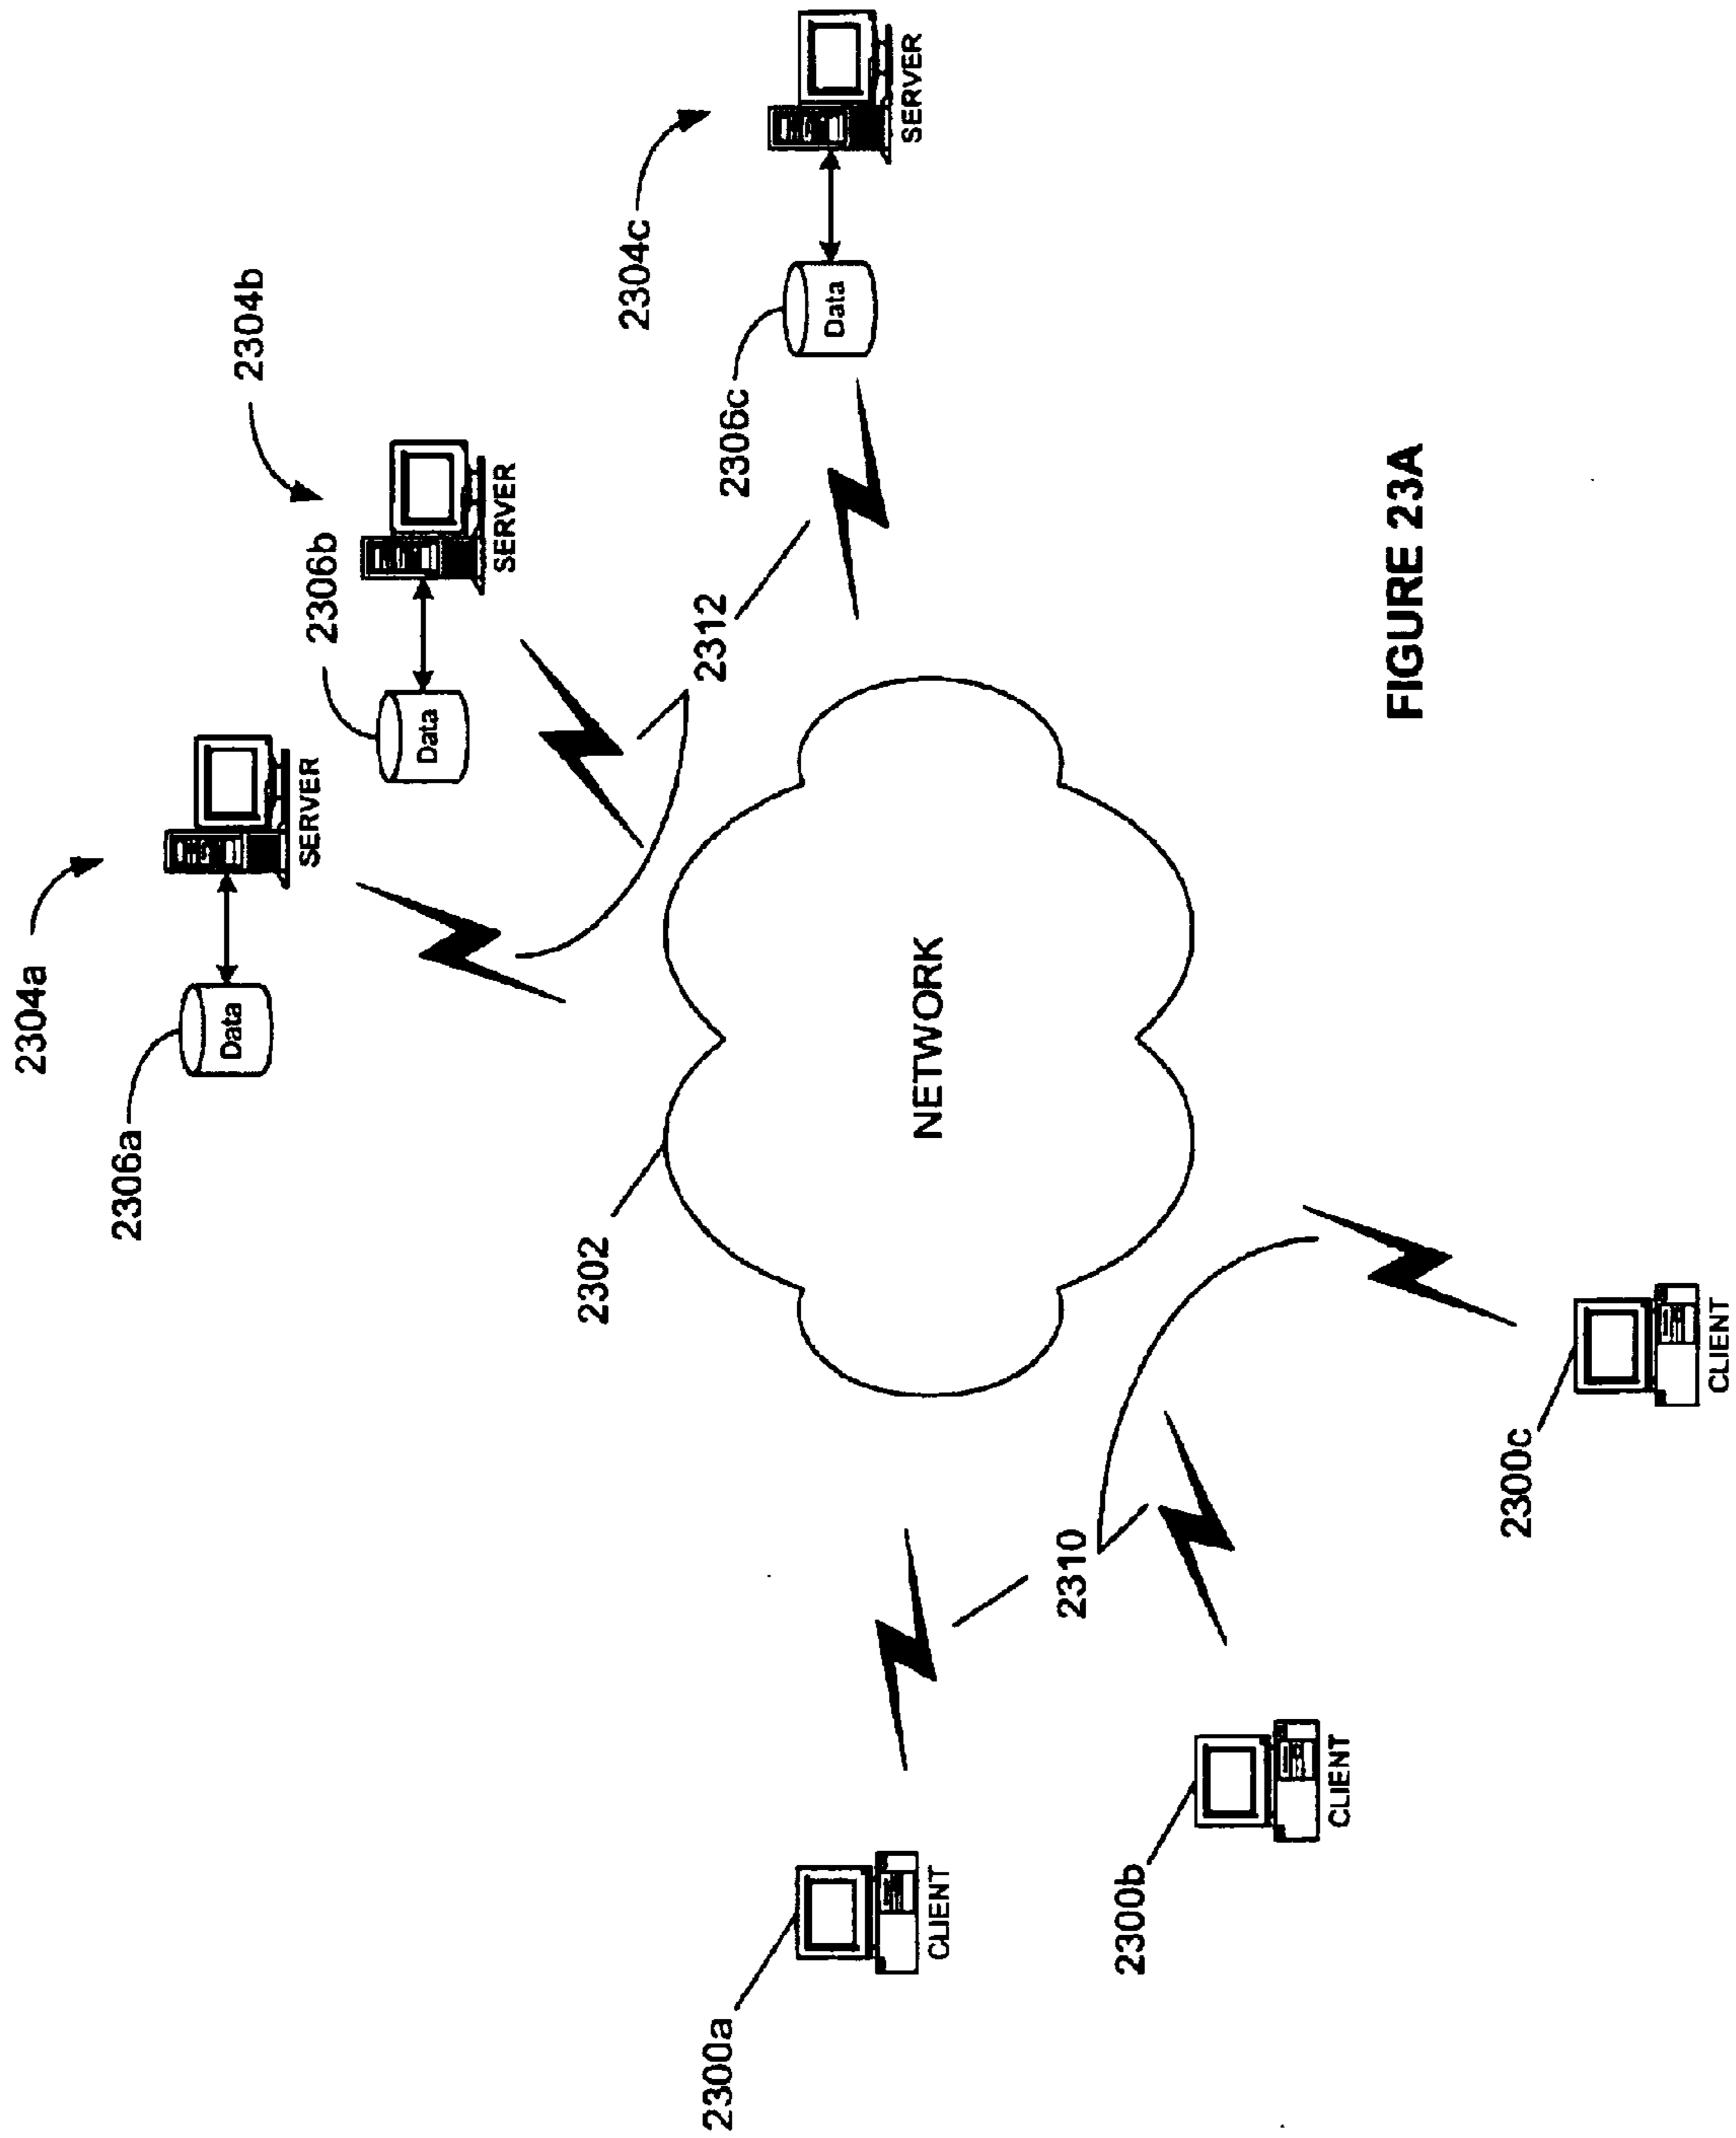 2304a
2306a
Data
SERVER
2304b
2306b
Data
SERVER
2304c
2306c
Data
SERVER
2312
2302
NETWORK
2310
2300a
CLIENT
2300b
CLIENT
2300c
CLIENT
FIGURE 23A